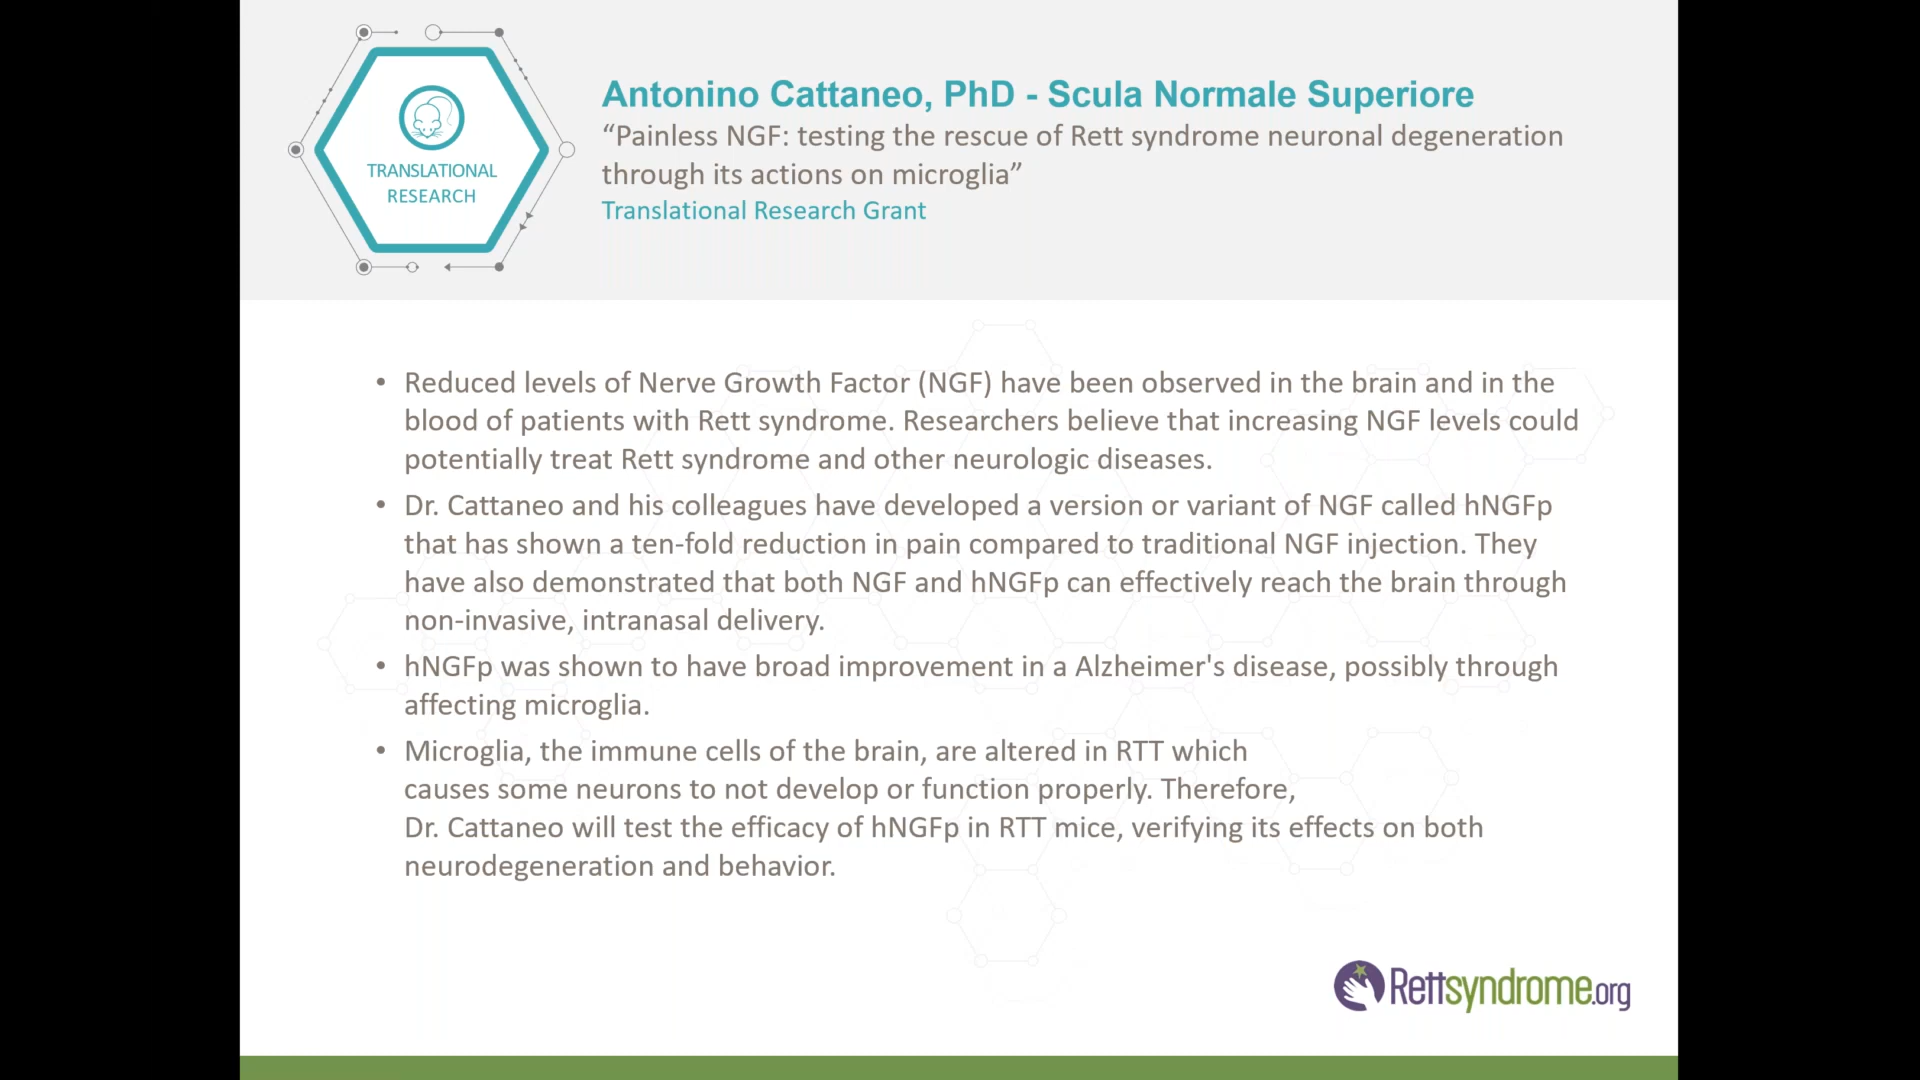 TRANSLATIONAL
RESEARCH
Antonino Cattaneo, PhD - Scula Normale Superiore
“Painless NGF: testing the rescue of Rett syndrome neuronal degeneration
through its actions on microglia”
Translational Research Grant
• Reduced levels of Nerve Growth Factor (NGF) have been observed in the brain and in the
blood of patients with Rett syndrome. Researchers believe that increasing NGF levels could
potentially treat Rett syndrome and other neurologic diseases.
• Dr. Cattaneo and his colleagues have developed a version or variant of NGF called hNGFp
that has shown a ten-fold reduction in pain compared to traditional NGF injection. They
have also demonstrated that both NGF and hNGFp can effectively reach the brain through
non-invasive, intranasal delivery.
• hNGFp was shown to have broad improvement in a Alzheimer's disease, possibly through
affecting microglia.
• Microglia, the immune cells of the brain, are altered in RTT which
causes some neurons to not develop or function properly. Therefore,
Dr. Cattaneo will test the efficacy of hNGFp in RTT mice, verifying its effects on both
neurodegeneration and behavior.
Rettsyndrome.org